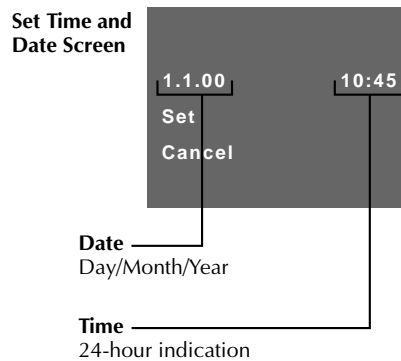 Set Time and
Date Screen
1.1.00 10:45
Set
Cancel
Date
Day/Month/Year
Time
24-hour indication